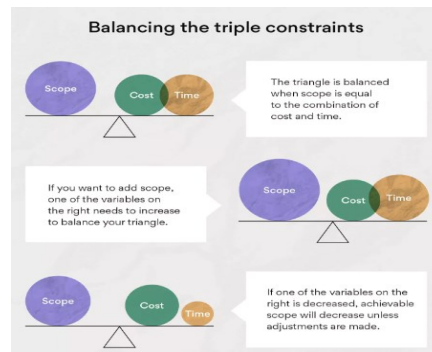 Balancing the triple constraints
Scope
Cost
Time
The triangle is balanced
when scope is equal
to the combination of
cost and time.
If you want to add scope,
one of the variables on
the right needs to increase
to balance your triangle.
Scope
Cost
Time
Scope
Cost
Time
If one of the variables on the
right is decreased, achievable
scope will decrease unless
adjustments are made.